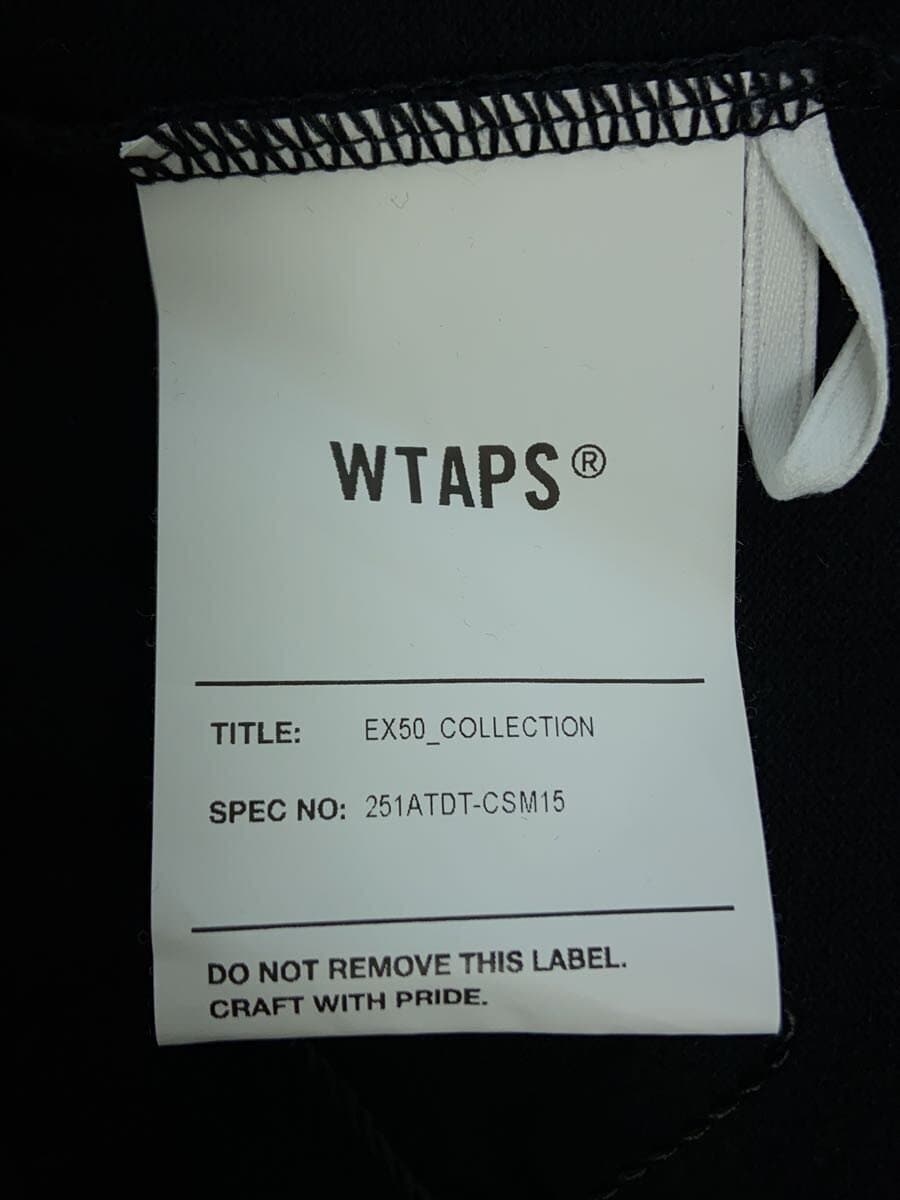 WTAPS®
TITLE: EX50_COLLECTION
SPEC NO: 251ATDT-CSM15
DO NOT REMOVE THIS LABEL.
CRAFT WITH PRIDE.